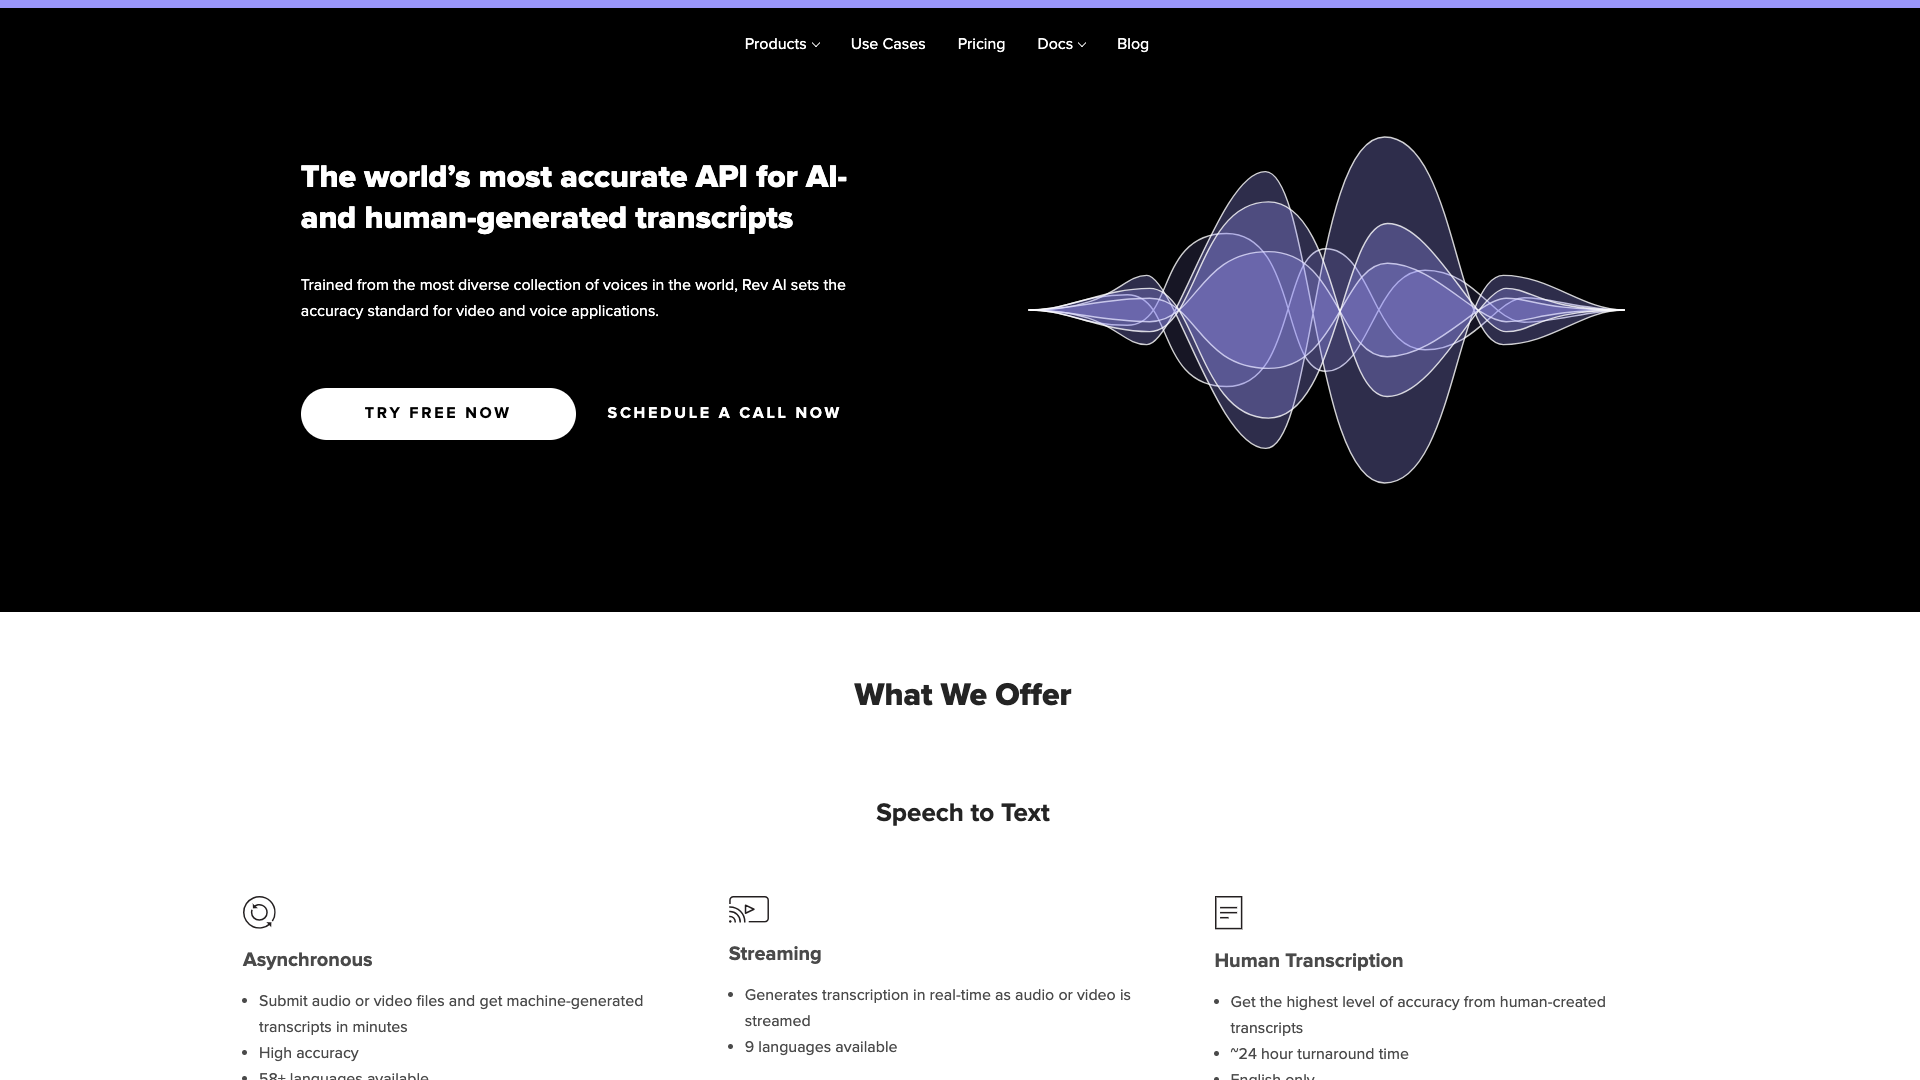 Products
Use Cases
Pricing
Docs
Blog
The world's most accurate API for AI-
and human-generated transcripts
Trained from the most diverse collection of voices in the world, Rev AI sets the
accuracy standard for video and voice applications.
TRY FREE NOW
SCHEDULE A CALL NOW
What We Offer
Speech to Text
Asynchronous
• Submit audio or video files and get machine-generated
transcripts in minutes
• High accuracy
• 58+ languages available
Streaming
• Generates transcription in real-time as audio or video is
streamed
• 9 languages available
Human Transcription
• Get the highest level of accuracy from human-created
transcripts
• ~24 hour turnaround time
• English only